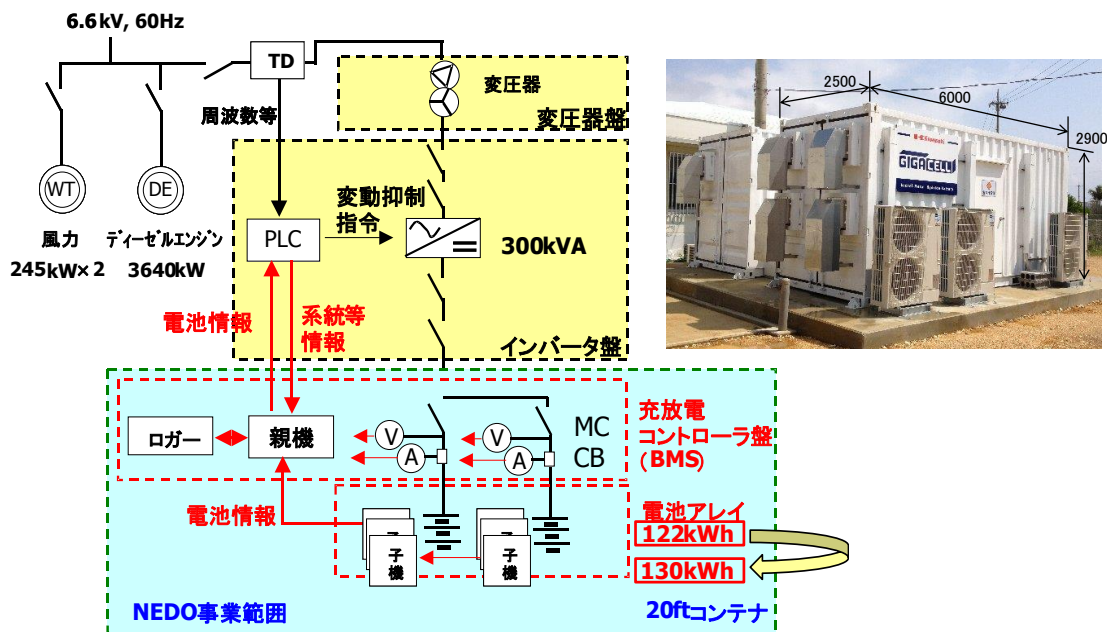 6.6kV, 60Hz
TD
変圧器
変圧器盤
周波数等
WT
DE
風力
245kW×2
ディーゼルエンジン
3640kW
PLC
変動抑制
指令
300kVA
電池情報
系統等
情報
インバータ盤
2500
6000
2900
GIGACELL
ロガー
親機
V
A
V
A
MC
CB
充放電
コントローラ盤
(BMS)
電池情報
子
機
子
機
電池アレイ
122kWh
130kWh
NEDO事業範囲
20ftコンテナ